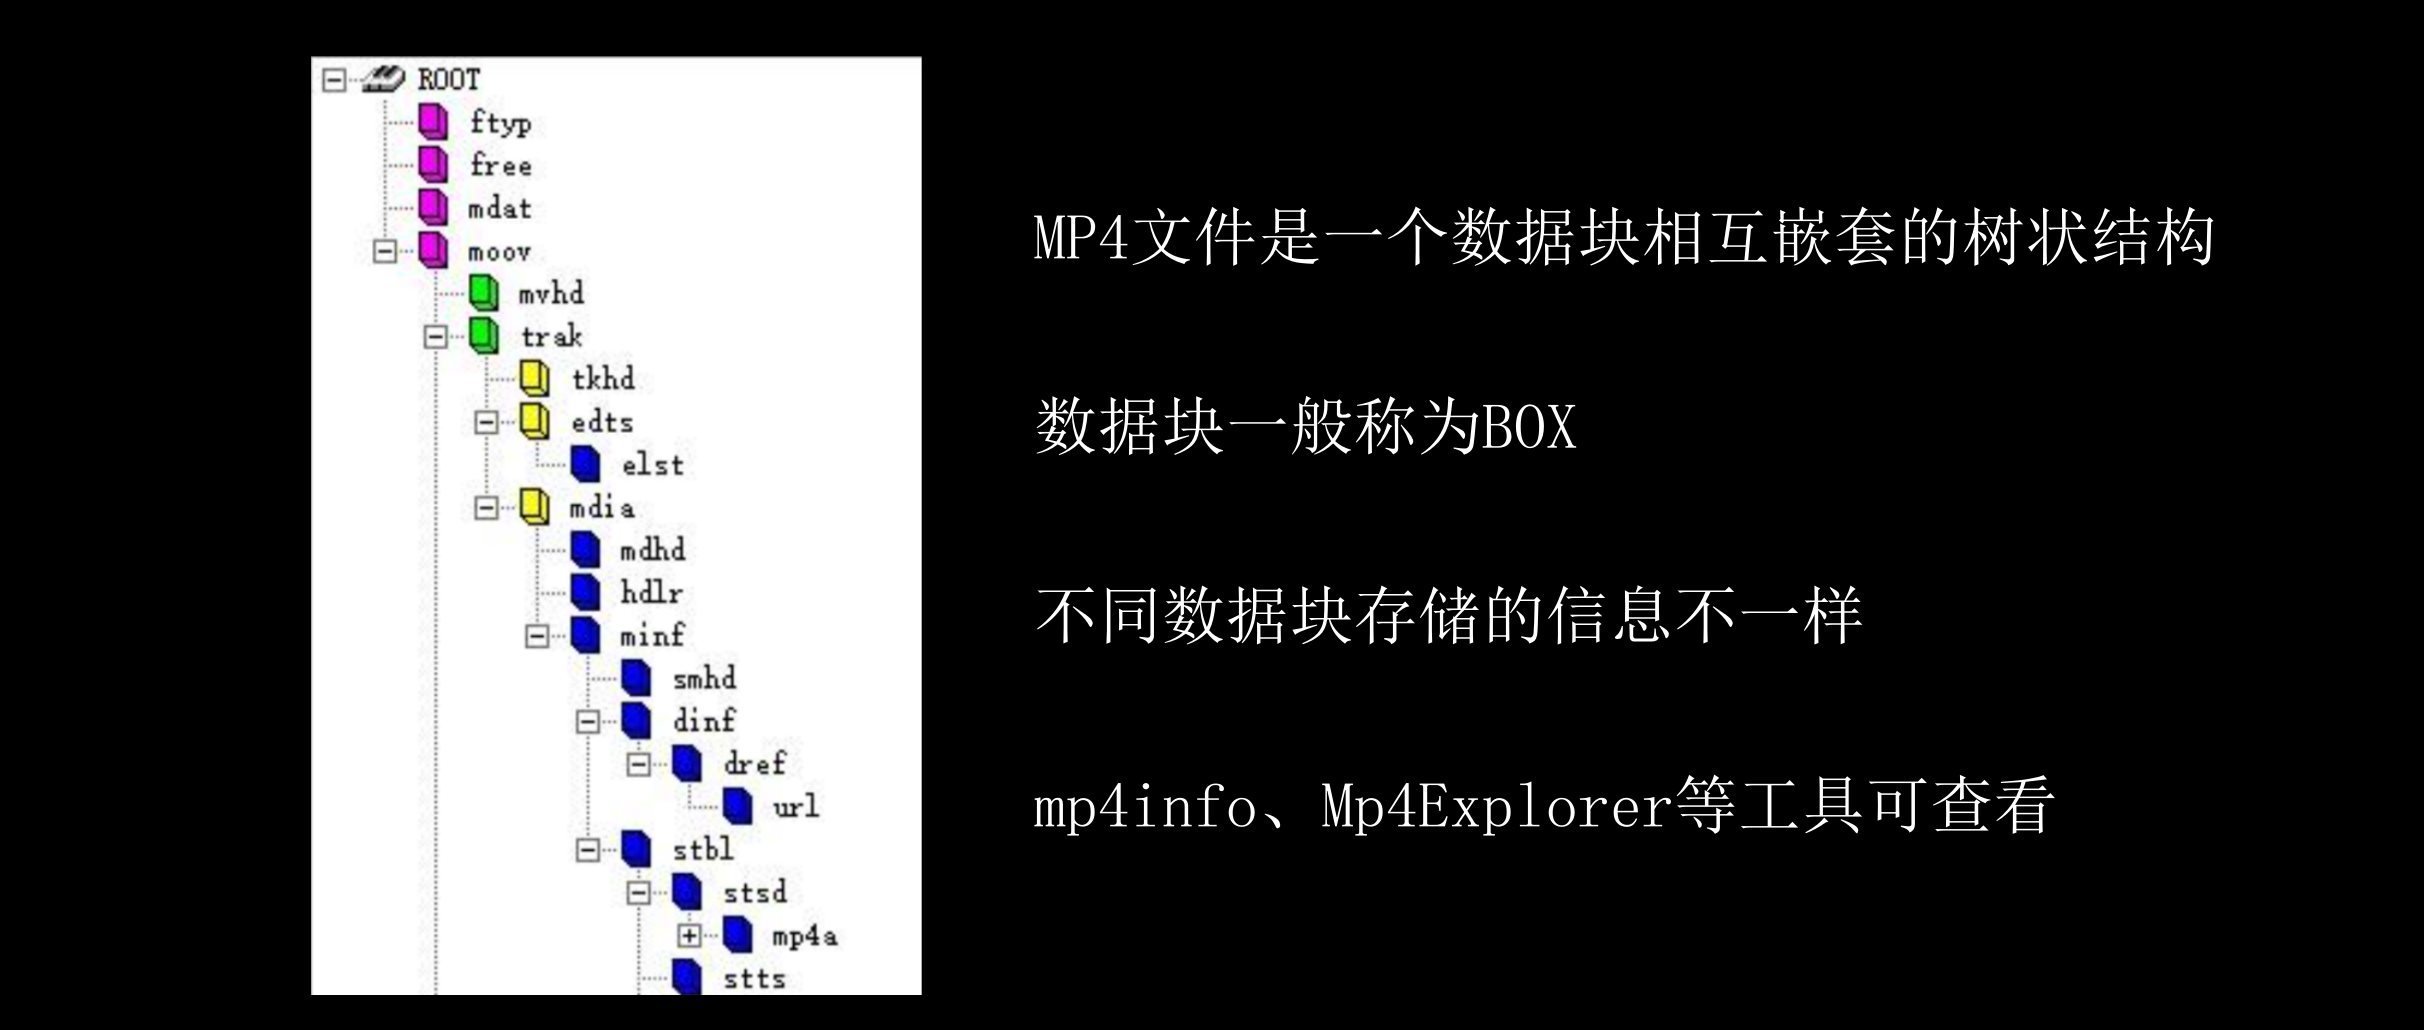 ROOT
ftyp
free
mdat
moov
mvhd
trak
tkhd
edts
elst
mdia
mdhd
hdlr
minf
smhd
dinf
dref
url
stbl
stsd
mp4a
stts
MP4文件是一个数据块相互嵌套的树状结构
数据块一般称为BOX
不同数据块存储的信息不一样
mp4info、Mp4Explorer等工具可查看